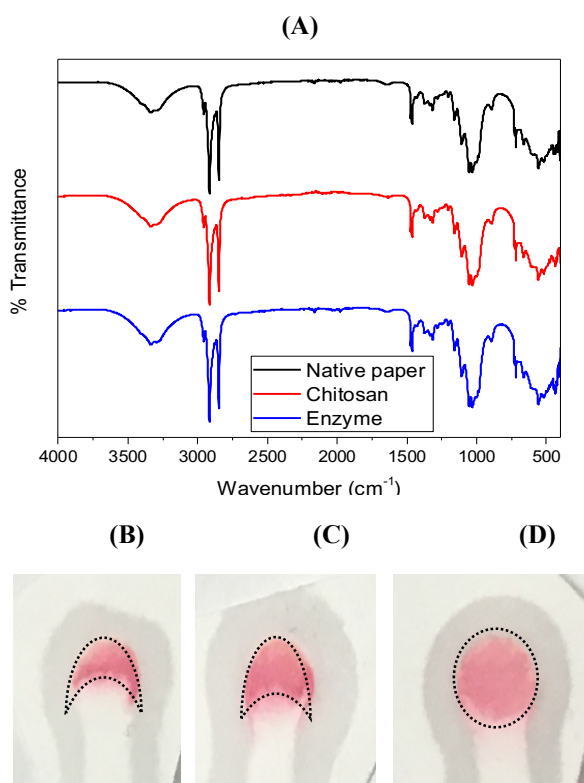 (A)
% Transmittance
Native paper
Chitosan
Enzyme
4000 3500 3000 2500 2000 1500 1000 500
Wavenumber (cm-1)
(B) (C) (D)